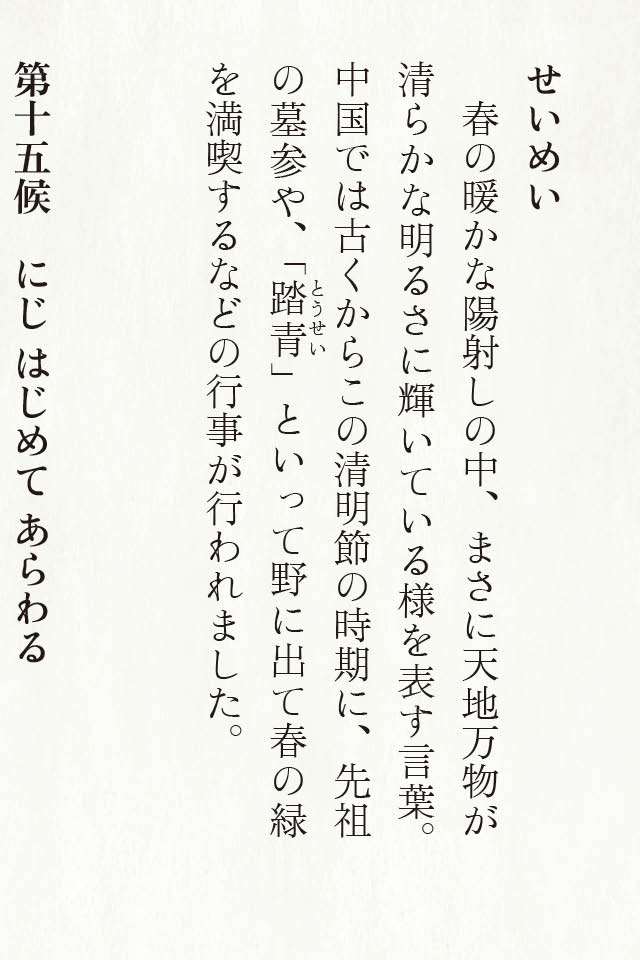 せいめい
　春の暖かな陽射しの中、まさに天地万物が
清らかな明るさに輝いている様を表す言葉。
中国では古くからこの清明節の時期に、先祖
の墓参や、「踏青」といって野に出て春の緑
とうせい
を満喫するなどの行事が行われました。
第十五候　にじ はじめて あらわる